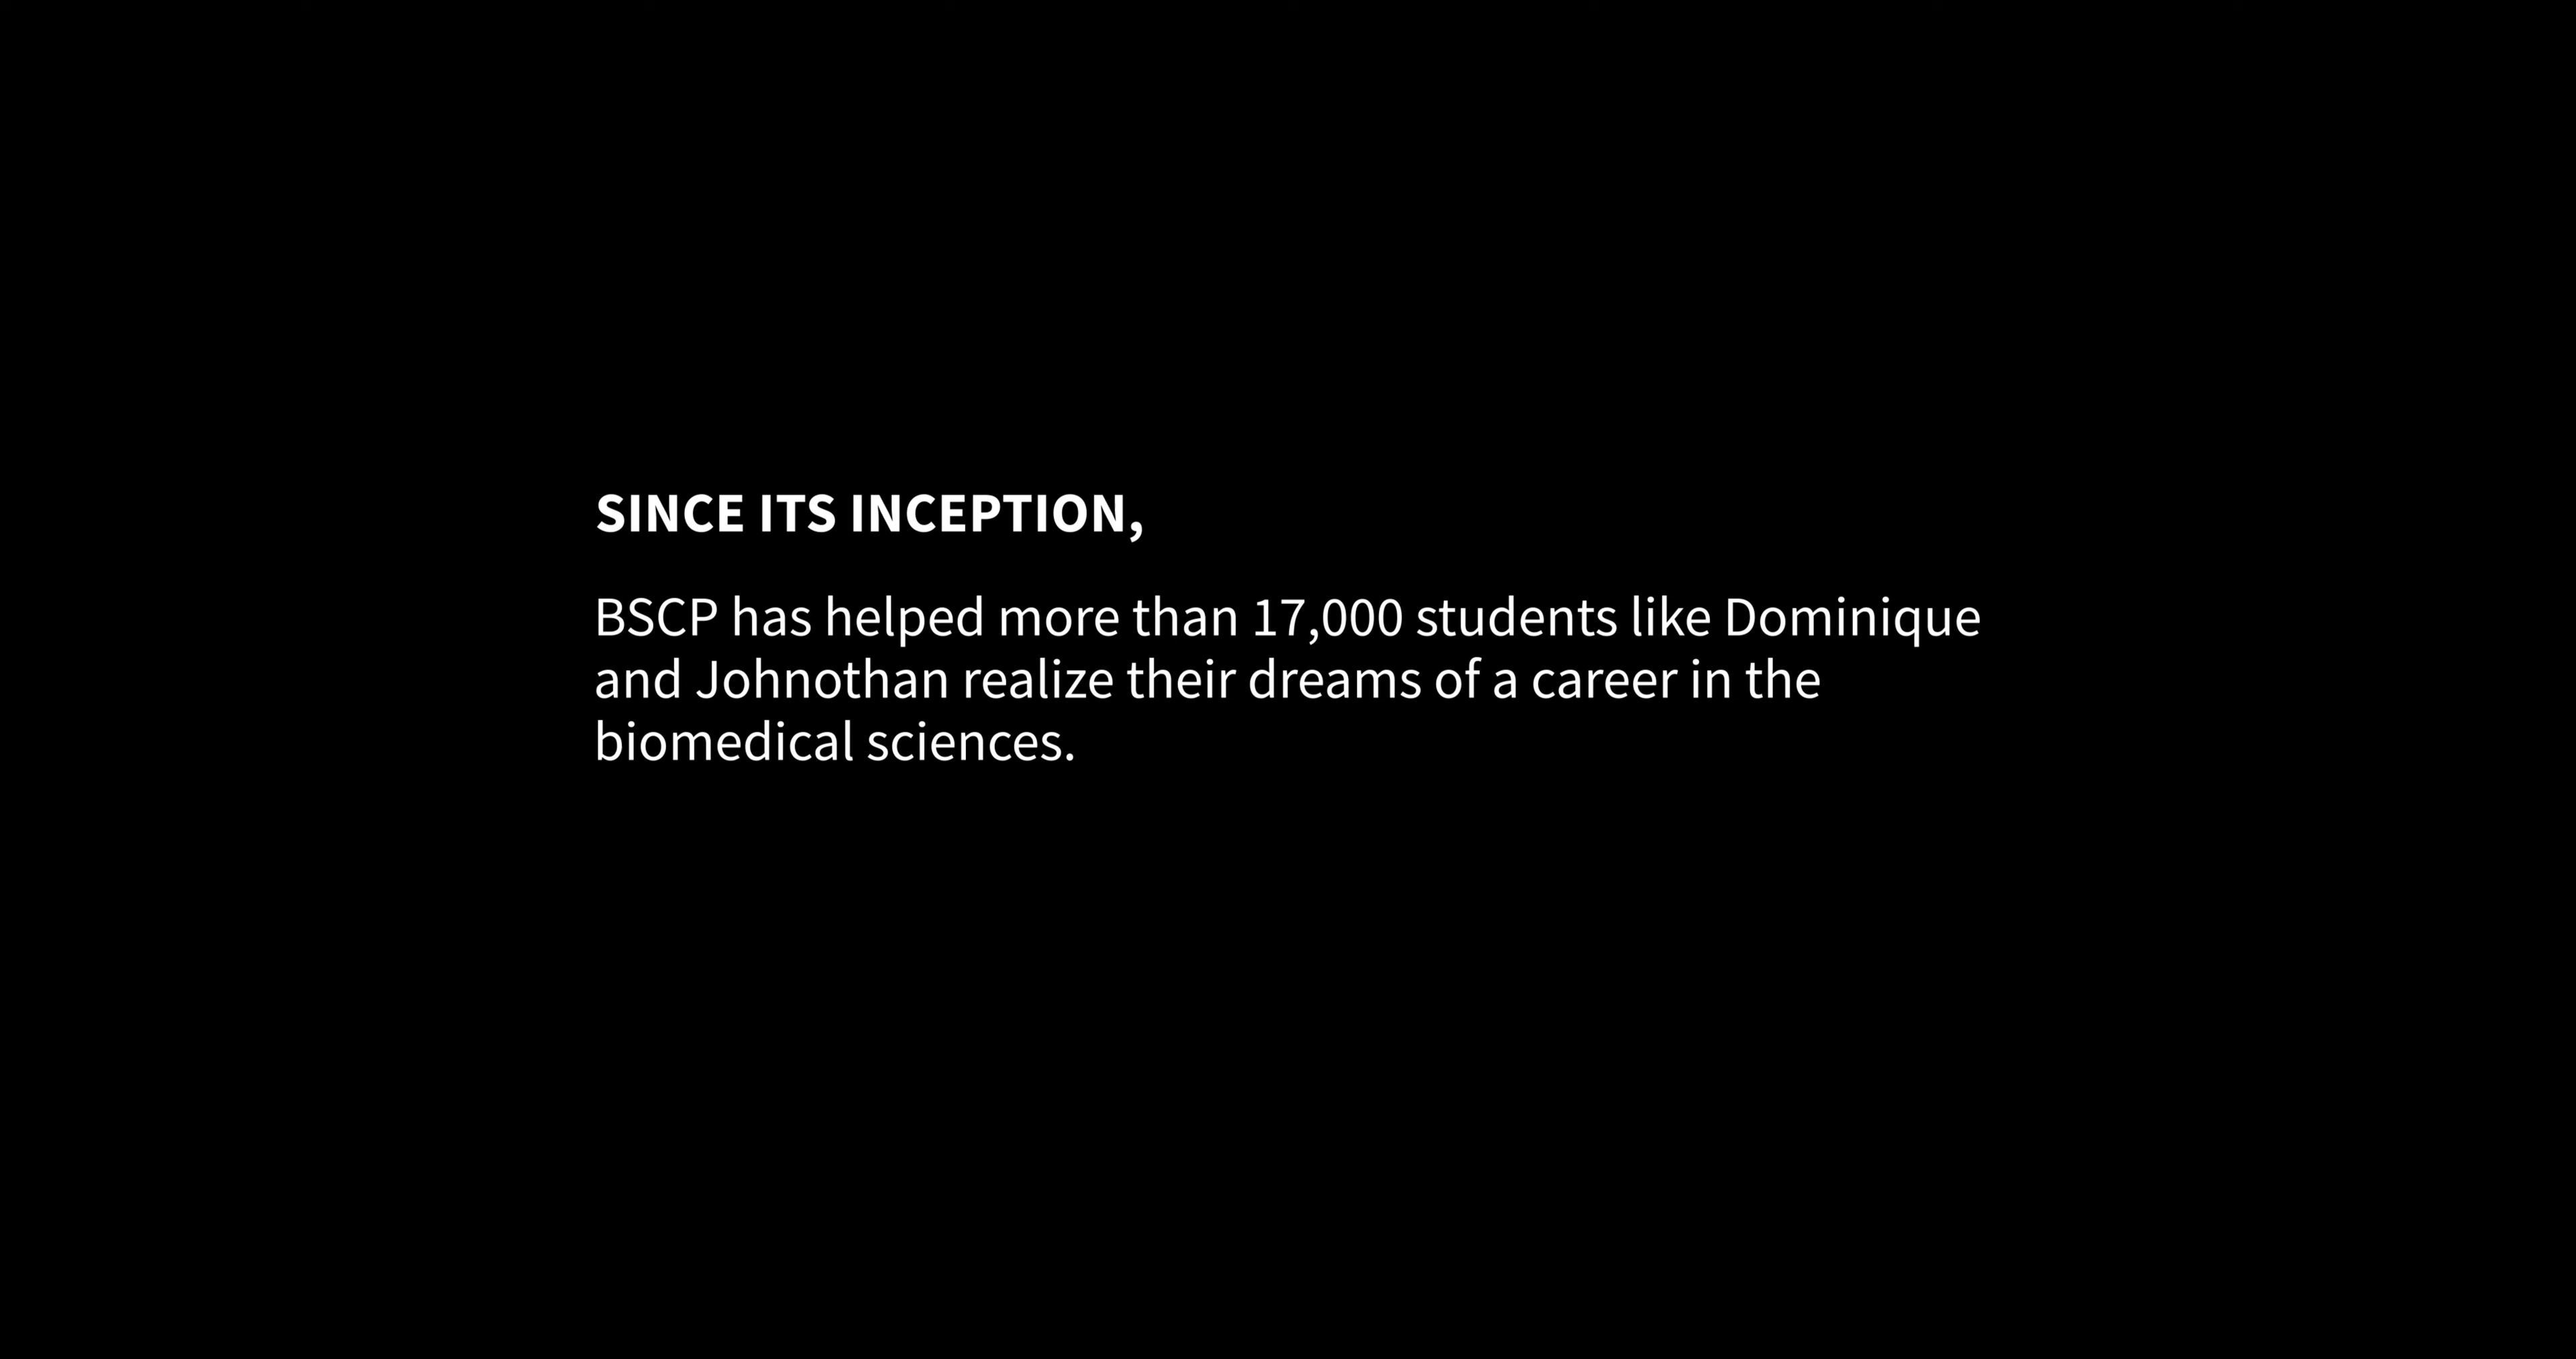 SINCE ITS INCEPTION,
BSCP has helped more than 17,000 students like Dominique
and Johnothan realize their dreams of a career in the
biomedical sciences.